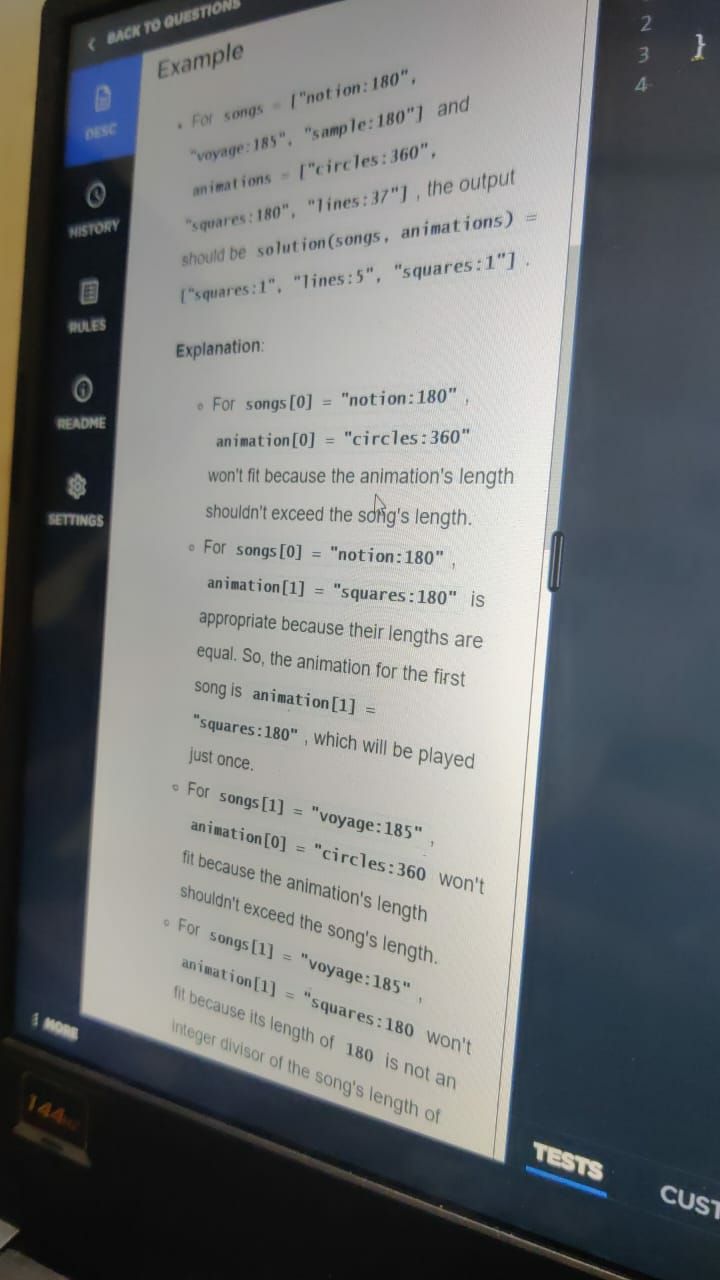 BACK TO QUESTIONS
DESC
HISTORY
RULES
README
SETTINGS
MORE
Example
For songs = ["notion:180",
"voyage:185", "sample:180"] and
animations = ["circles:360",
"squares:180", "lines:37"] , the output
should be solution(songs, animations) =
["squares:1", "lines:5", "squares:1"] .
Explanation:
For songs[0] = "notion:180" ,
animation[0] = "circles:360"
won't fit because the animation's length
shouldn't exceed the song's length.
For songs[0] = "notion:180" ,
animation[1] = "squares:180" is
appropriate because their lengths are
equal. So, the animation for the first
song is animation[1] =
"squares:180" , which will be played
just once.
For songs[1] = "voyage:185" ,
animation[0] = "circles:360 won't
fit because the animation's length
shouldn't exceed the song's length.
For songs[1] = "voyage:185" ,
animation[1] = "squares:180 won't
fit because its length of 180 is not an
integer divisor of the song's length of
2
3 }
4
TESTS
CUST
144